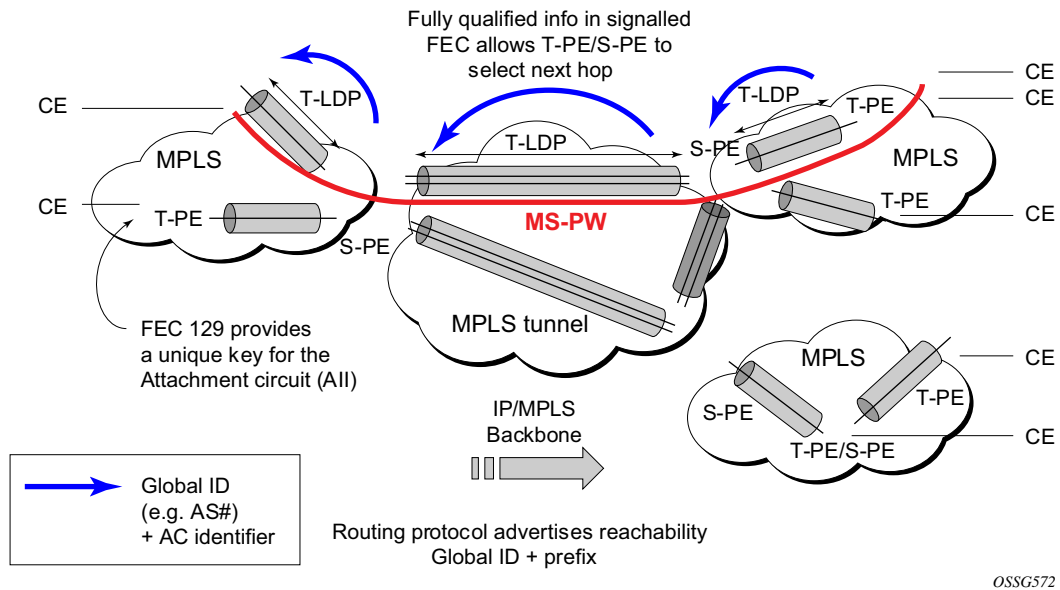 Fully qualified info in signalled
FEC allows T-PE/S-PE to
select next hop
CE
T-LDP
MPLS
CE
T-PE
S-PE
T-LDP
MS-PW
MPLS tunnel
T-LDP
T-PE
S-PE
MPLS
T-PE
CE
CE
CE
FEC 129 provides
a unique key for the
Attachment circuit (AII)
IP/MPLS
Backbone
MPLS
S-PE
T-PE
T-PE/S-PE
CE
CE
Global ID
(e.g. AS#)
+ AC identifier
Routing protocol advertises reachability
Global ID + prefix
OSSG572